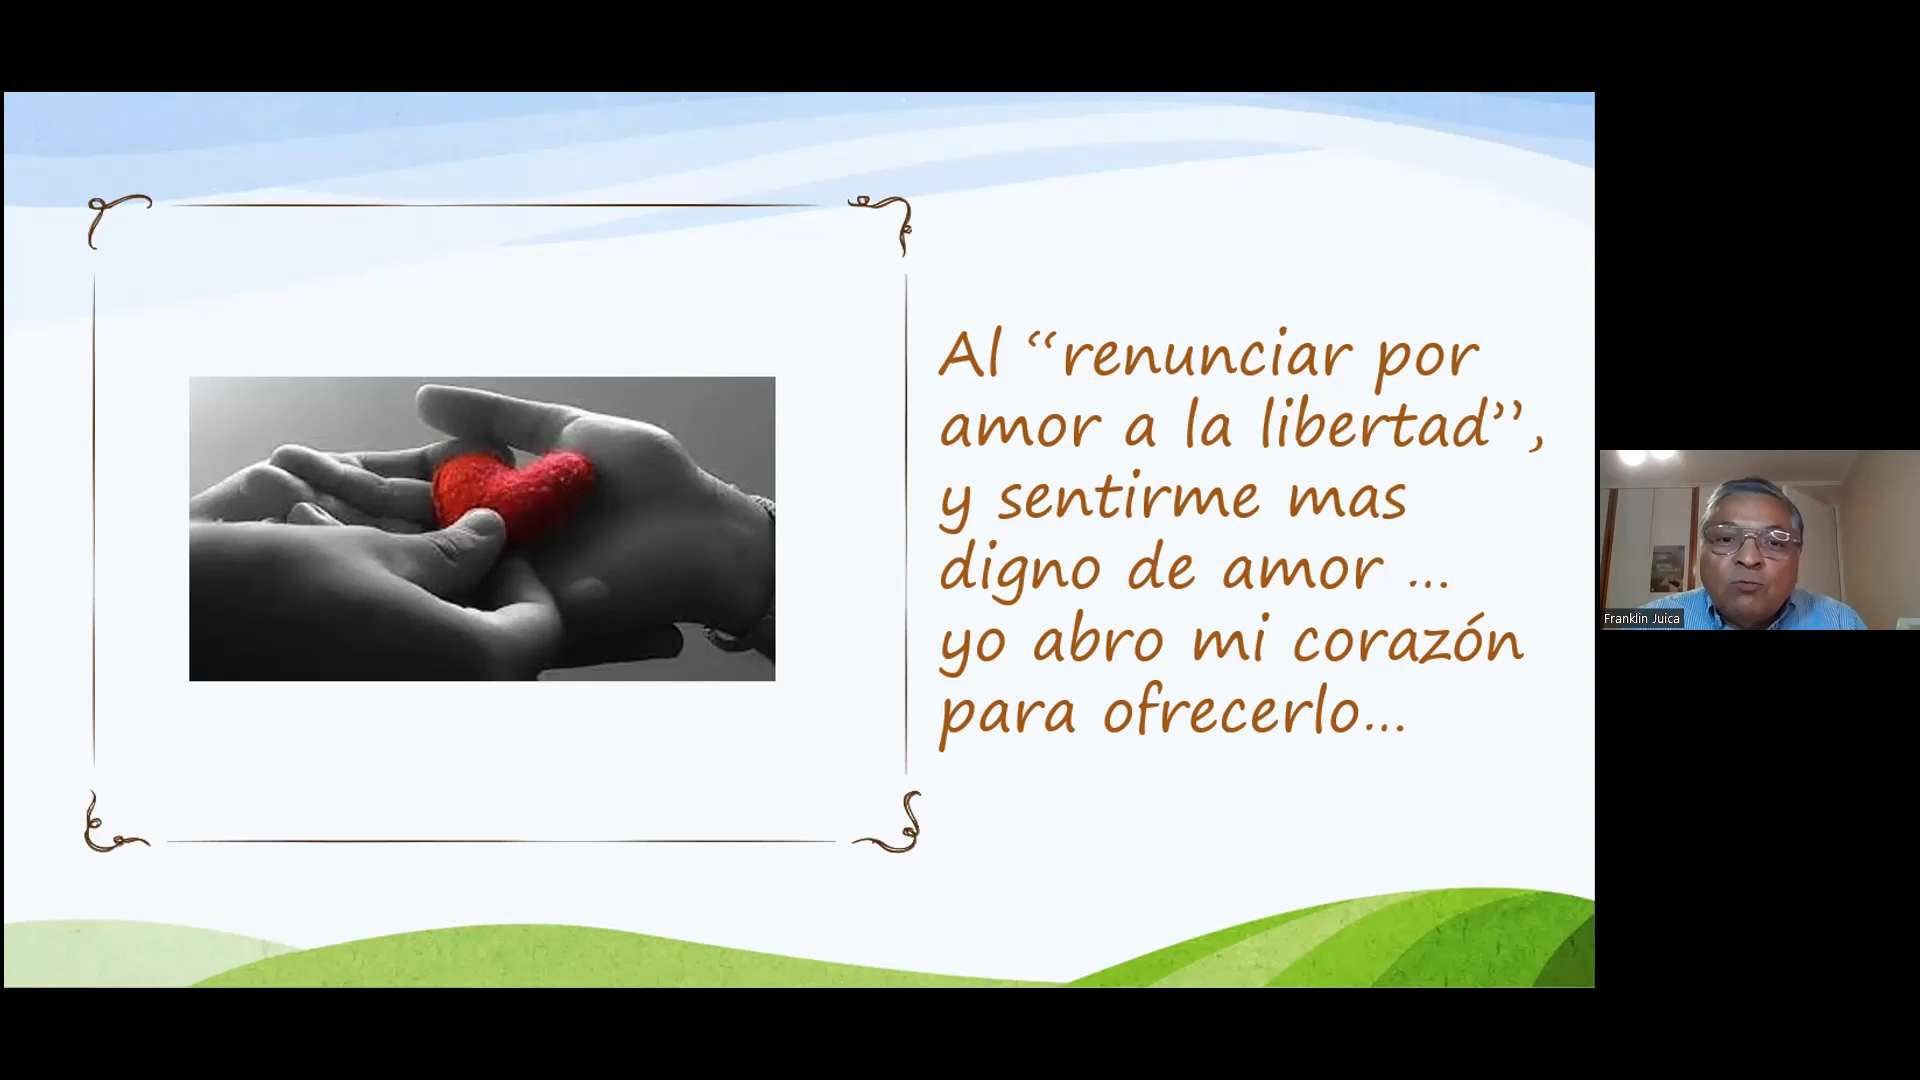 Al “renunciar por
amor a la libertad”,
y sentirme mas
digno de amor ...
yo abro mi corazón
para ofrecerlo...
Franklin Juica